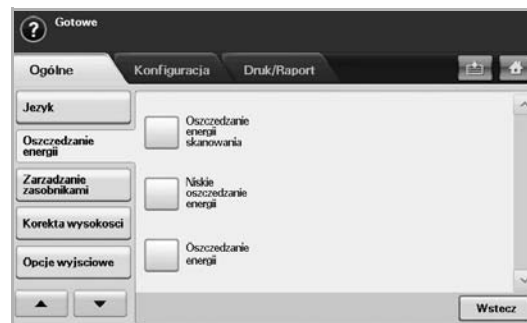 ? Gotowe
Ogólne Konfiguracja Druk/Raport
Jezyk
Oszczedzanie
energii
Zarzadzanie
zasobnikami
Korekta wysokosci
Opcje wyjsciowe
Oszczedzanie
energii
skanowania
Niskie
oszczedzanie
energii
Oszczedzanie
energii
Wstecz